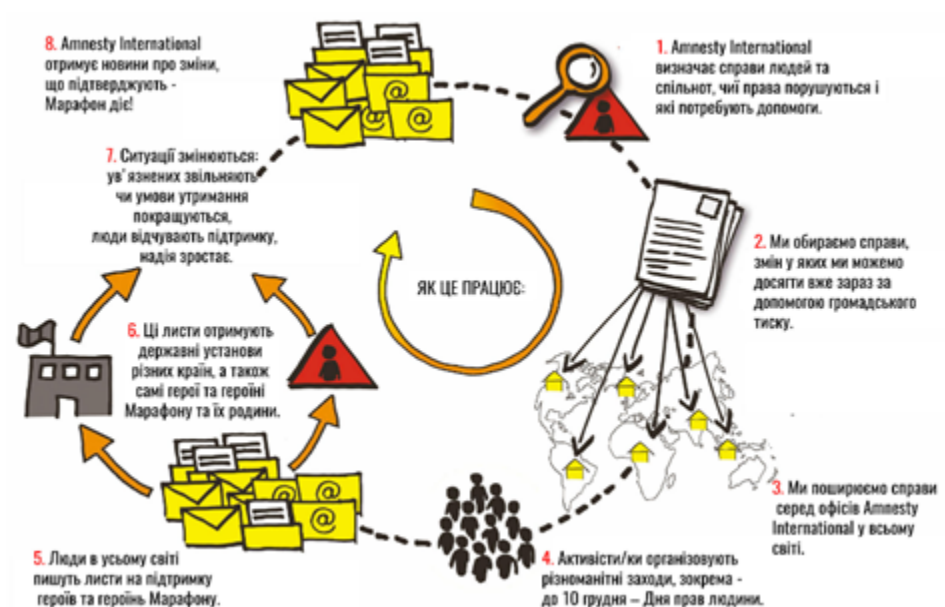 1. Amnesty International
визначає справи людей та
спільнот, чиї права порушуються і
які потребують допомоги.
2. Ми обираємо справи,
змін у яких ми можемо
досягти вже зараз за
допомогою громадського
тиску.
3. Ми поширюємо справи
серед офісів Amnesty
International у всьому
світі.
4. Активісти/ки організовують
різноманітні заходи, зокрема -
до 10 грудня – Дня прав людини.
5. Люди в усьому світі
пишуть листи на підтримку
героїв та героїнь Марафону.
6. Ці листи отримують
державні установи
різних країн, а також
самі герої та героїні
Марафону та їх родини.
7. Ситуації змінюються:
ув'язнених звільняють
чи умови утримання
покращуються,
люди відчувають підтримку,
надія зростає.
8. Amnesty International
отримує новини про зміни,
що підтверджують -
Марафон діє!
ЯК ЦЕ ПРАЦЮЄ:
@
@
@
@